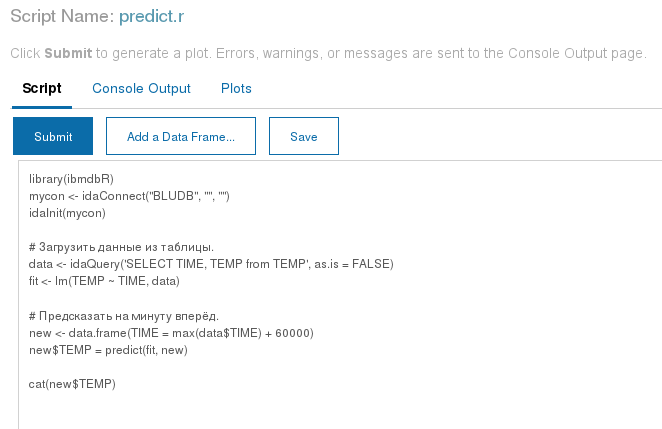 Script Name: predict.r
Click Submit to generate a plot. Errors, warnings, or messages are sent to the Console Output page.
Script Console Output Plots
Submit Add a Data Frame... Save
library(ibmdbR)
mycon <- idaConnect("BLUDB", "", "")
idaInit(mycon)
# Загрузить данные из таблицы.
data <- idaQuery('SELECT TIME, TEMP from TEMP', as.is = FALSE)
fit <- lm(TEMP ~ TIME, data)
# Предсказать на минуту вперёд.
new <- data.frame(TIME = max(data$TIME) + 60000)
new$TEMP = predict(fit, new)
cat(new$TEMP)